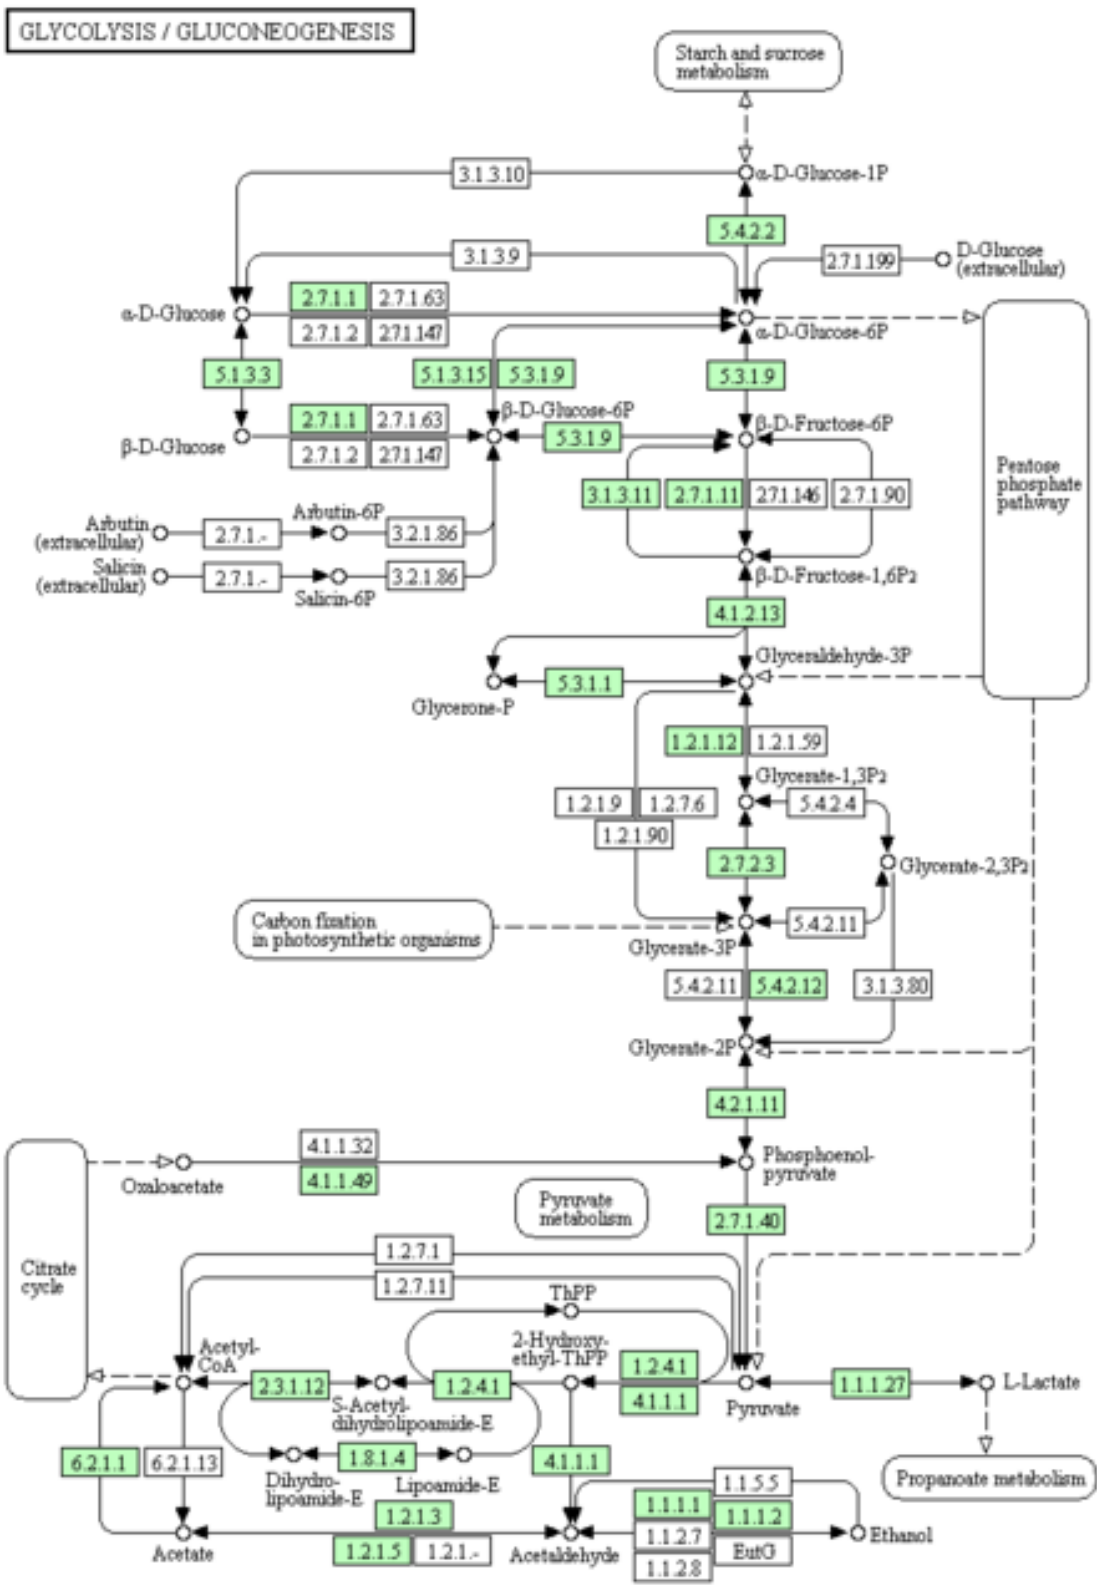 GLYCOLYSIS / GLUCONEOGENESIS
Starch and sucrose
metabolism
3.1.3.10
α-D-Glucose-1P
5.4.2.2
3.1.3.9
2.7.1.199
D-Glucose
(extracellular)
α-D-Glucose
2.7.1.1
2.7.1.63
2.7.1.2
2.7.1.147
α-D-Glucose-6P
5.1.3.3
5.1.3.15
5.3.1.9
5.3.1.9
β-D-Glucose
2.7.1.1
2.7.1.63
2.7.1.2
2.7.1.147
β-D-Glucose-6P
5.3.1.9
β-D-Fructose-6P
3.1.3.11
2.7.1.11
2.7.1.146
2.7.1.90
Pentose
phosphate
pathway
Arbutin
(extracellular)
2.7.1.-
Arbutin-6P
3.2.1.86
Salicin
(extracellular)
2.7.1.-
Salicin-6P
3.2.1.86
β-D-Fructose-1,6P2
4.1.2.13
Glyceraldehyde-3P
Glycerone-P
5.3.1.1
1.2.1.12
1.2.1.59
Glycerate-1,3P2
1.2.1.9
1.2.7.6
1.2.1.90
5.4.2.4
2.7.2.3
Glycerate-2,3P2
Carbon fixation
in photosynthetic organisms
Glycerate-3P
5.4.2.11
5.4.2.11
5.4.2.12
3.1.3.80
Glycerate-2P
4.2.1.11
4.1.1.32
4.1.1.49
Oxaloacetate
Phosphoenol-
pyruvate
Pyruvate
metabolism
2.7.1.40
Citrate
cycle
1.2.7.1
1.2.7.11
ThPP
Acetyl-
CoA
2-Hydroxy-
ethyl-ThPP
2.3.1.12
S-Acetyl-
dihydrolipoamide-E
1.2.4.1
1.2.4.1
4.1.1.1
Pyruvate
1.1.1.27
L-Lactate
6.2.1.1
6.2.1.13
Dihydro-
lipoamide-E
1.8.1.4
Lipoamide-E
4.1.1.1
Propanoate metabolism
Acetate
1.2.1.3
1.2.1.5
1.2.1.-
Acetaldehyde
1.1.5.5
1.1.1.1
1.1.1.2
1.1.2.7
EutG
1.1.2.8
Ethanol